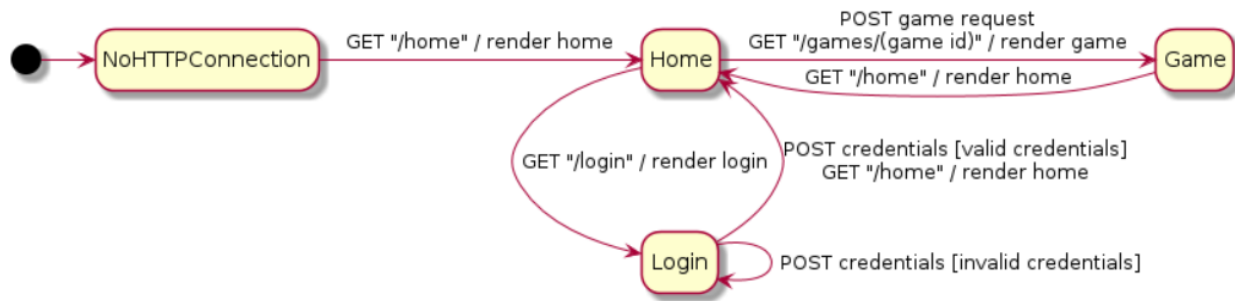 POST game request
GET "/home" / render home
GET "/games/(game id)" / render game
NoHTTPConnection
Home
Game
GET "/home" / render home
POST credentials [valid credentials]
GET "/login" / render login
GET "/home" / render home
Login
POST credentials [invalid credentials]